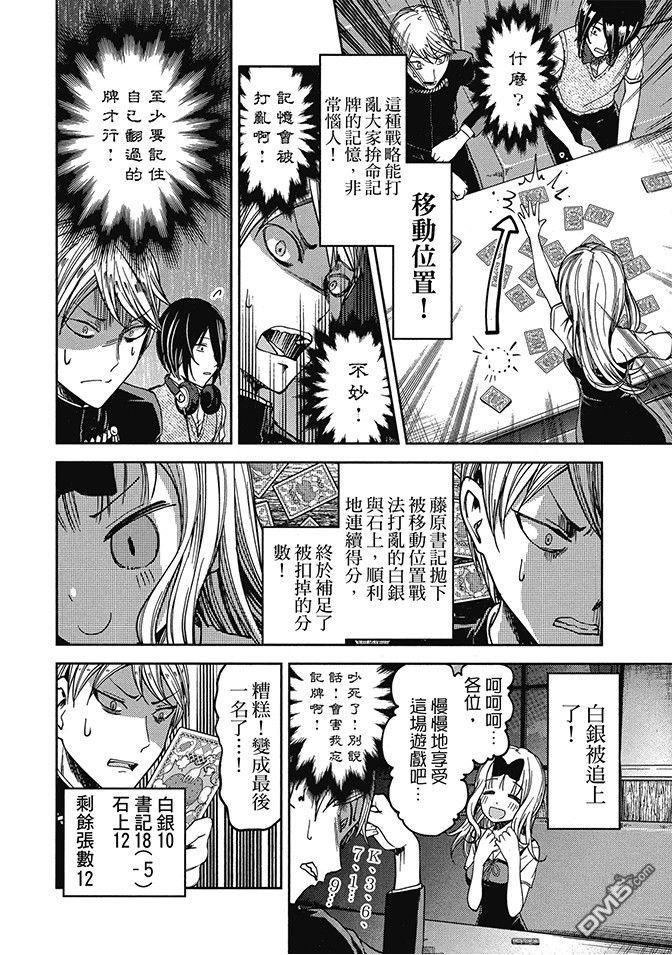 什麼？
移動位置！
這種戰略能打
亂大家拚命記
牌的記憶，非
常惱人！
記憶會被
打亂啊！
不妙！
至少要記住
自己翻過的
牌才行！
藤原書記拋下
被移動位置戰
法打亂的白銀
與石上，順利
地連續得分，
終於補足了
被扣掉的分
數！
白銀被追上
了！
呵呵呵…
各位，
慢慢地享受
這場遊戲吧…
吵死了！別說
話！會害我忘
記牌啊！
K、3、6、
7、1…
9…
糟糕！變成最後
一名了…！
白銀10
書記18（-5）
石上12
剩餘張數12
DM5.com